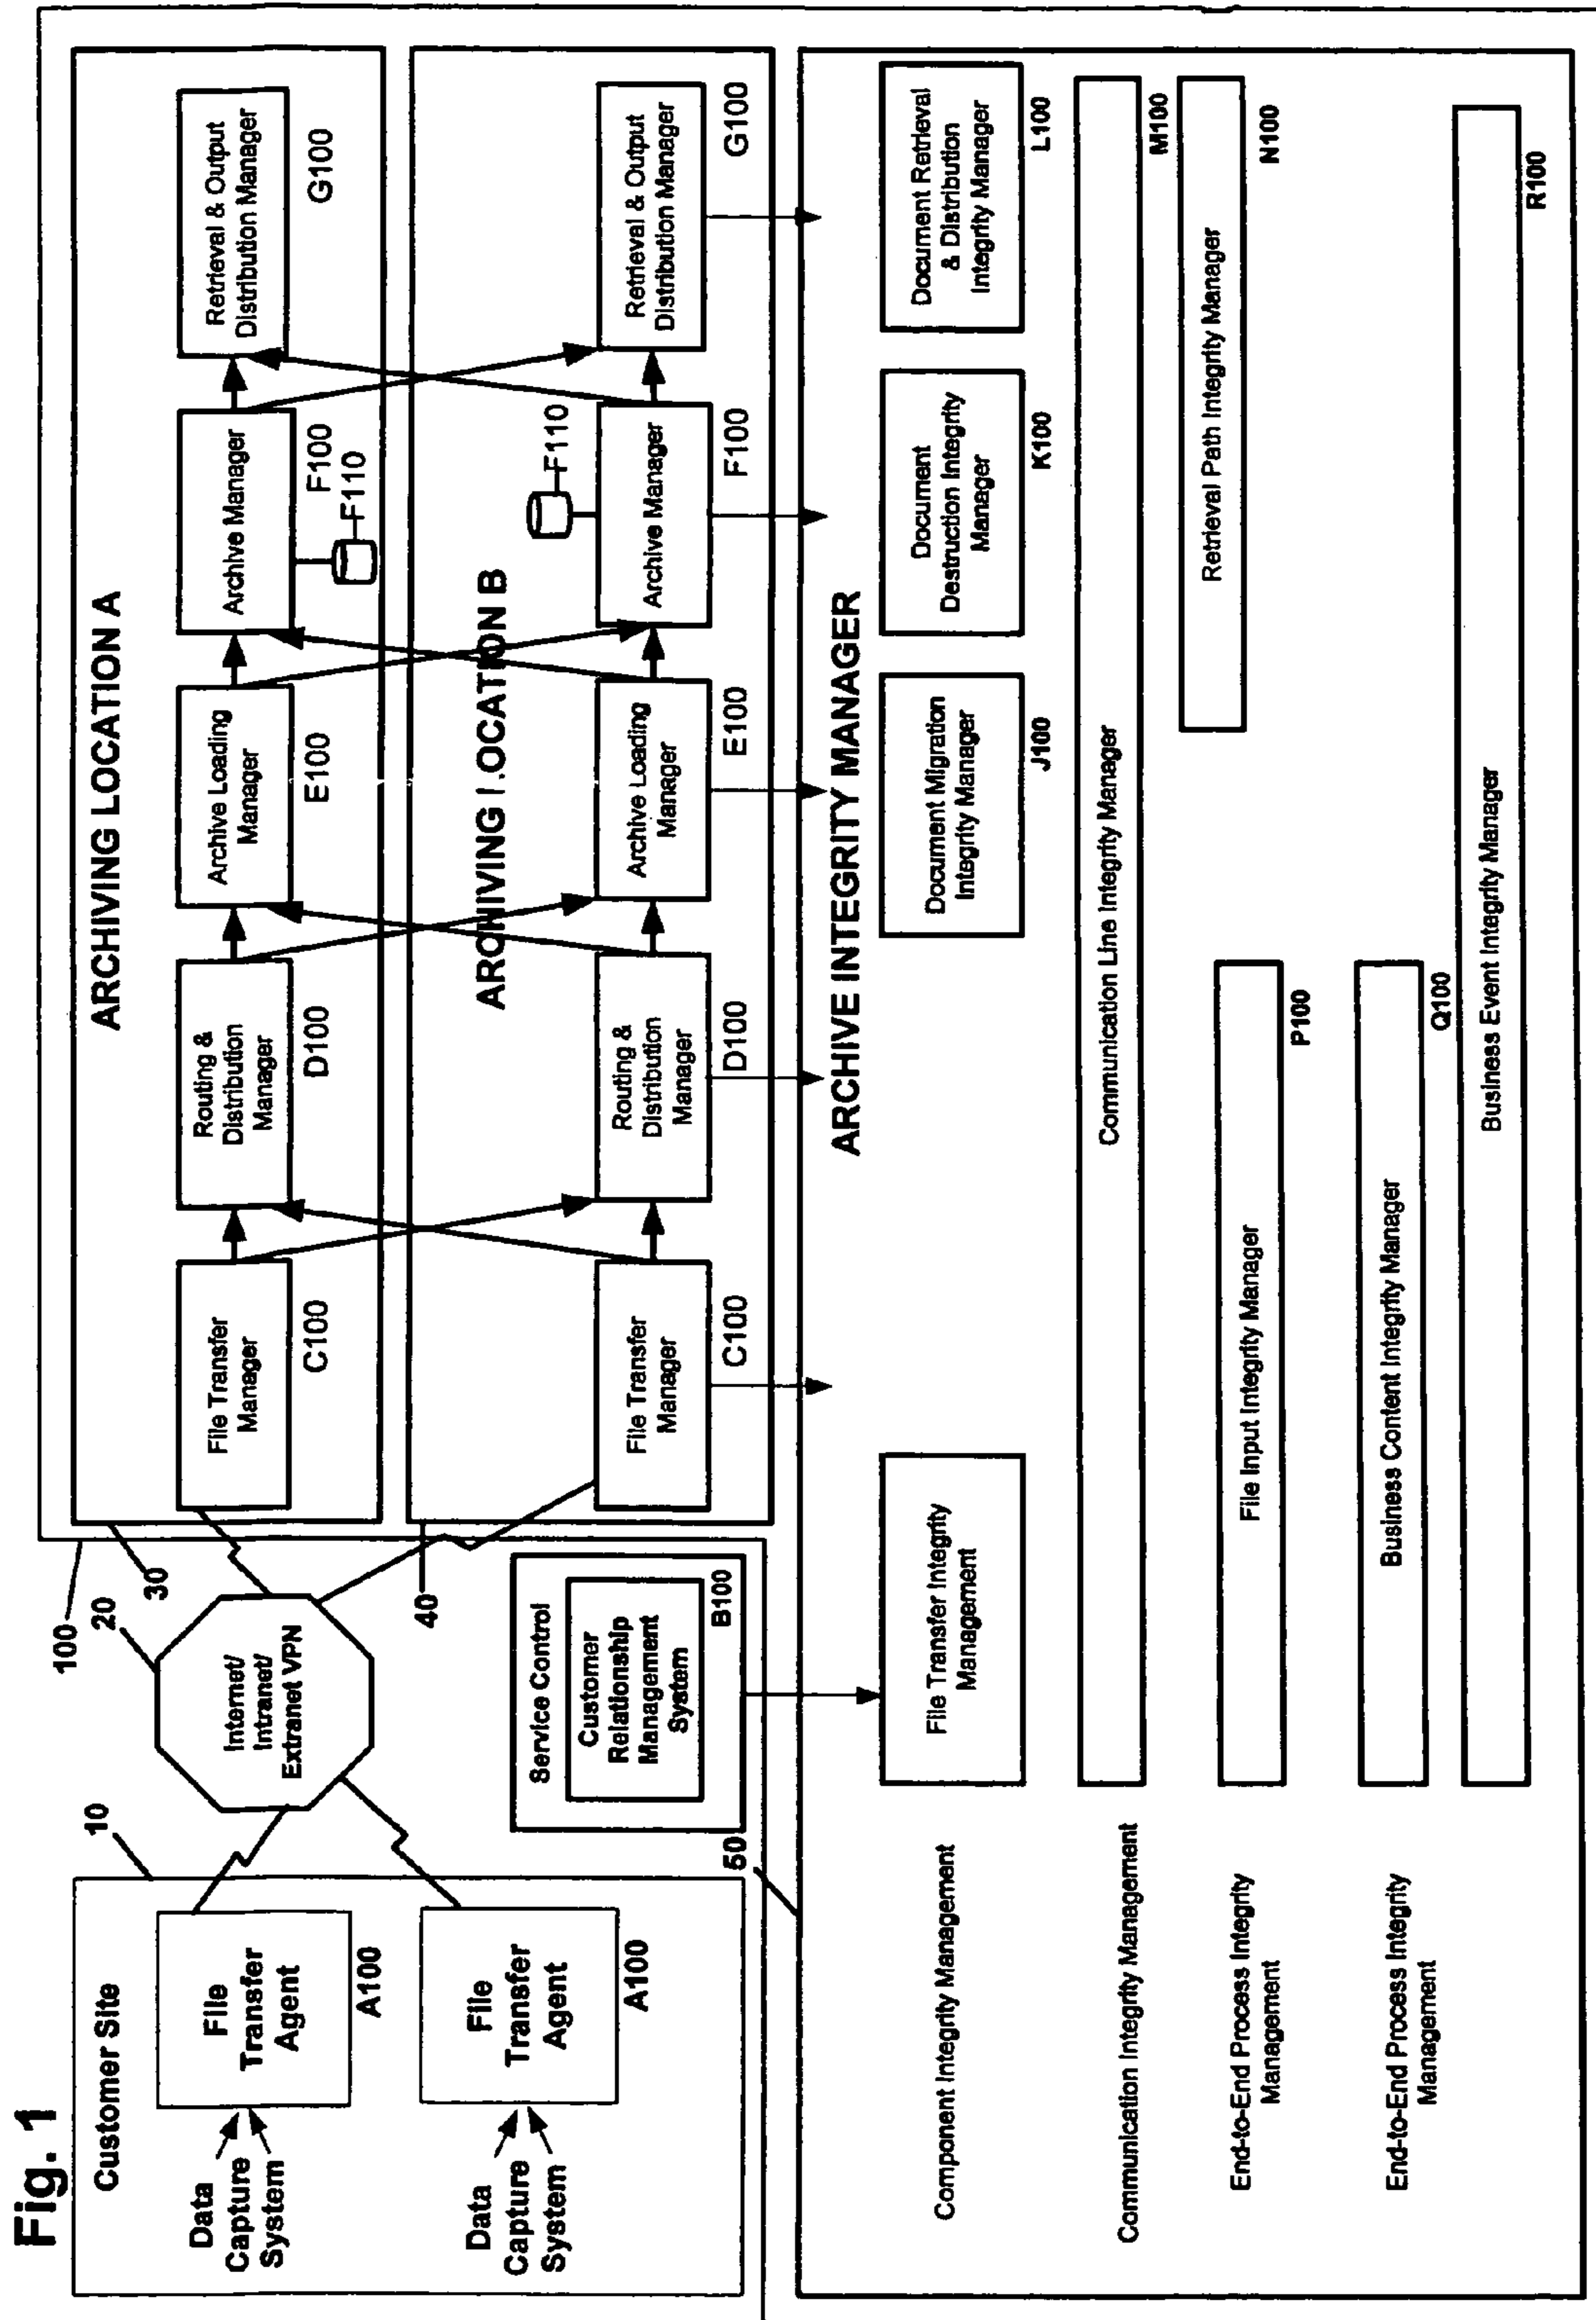 Fig. 1
Customer Site
10
Data
Capture
System
File
Transfer
Agent
A100
Data
Capture
System
File
Transfer
Agent
A100
20
Internet/
Intranet/
Extranet VPN
100
30
40
Service Control
Customer
Relationship
Management
System
B100
ARCHIVING LOCATION A
File Transfer
Manager
C100
Routing &
Distribution
Manager
D100
Archive Loading
Manager
E100
Archive Manager
F100
F110
Retrieval & Output
Distribution Manager
G100
ARCHIVING LOCATION B
File Transfer
Manager
C100
Routing &
Distribution
Manager
D100
Archive Loading
Manager
E100
F110
Archive Manager
F100
Retrieval & Output
Distribution Manager
G100
50
ARCHIVE INTEGRITY MANAGER
Component Integrity Management
File Transfer Integrity
Management
Document Migration
Integrity Manager
J100
Document
Destruction Integrity
Manager
K100
Document Retrieval
& Distribution
Integrity Manager
L100
Communication Integrity Management
Communication Line Integrity Manager
M100
End-to-End Process Integrity
Management
File Input Integrity Manager
P100
Retrieval Path Integrity Manager
N100
End-to-End Process Integrity
Management
Business Content Integrity Manager
Q100
Business Event Integrity Manager
R100